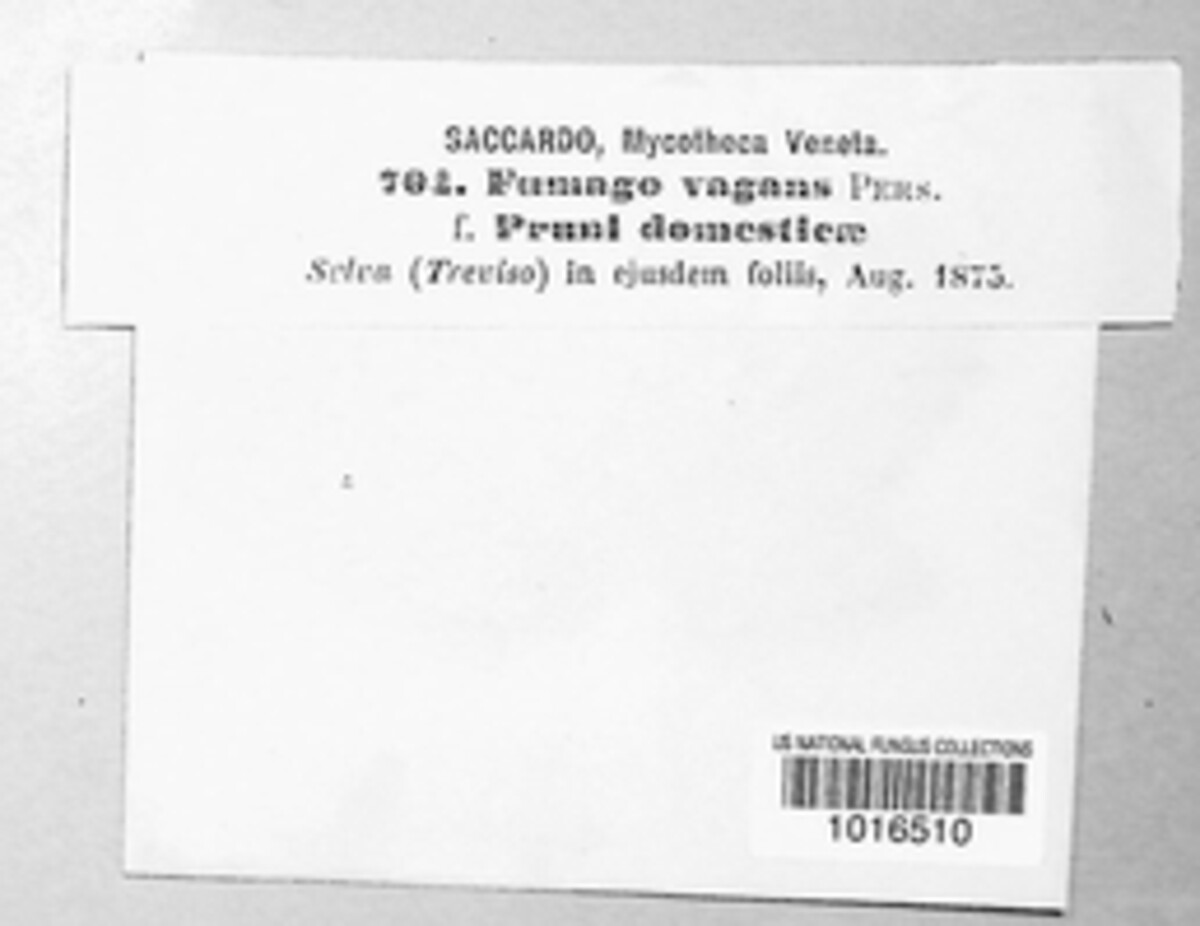 SACCARDO, Mycotheca Veneta.
Fumago vagans PERS.
f. Pruni domesticæ
Selva (Treviso) in ejusdem foliis, Aug. 1875.
US NATIONAL FUNGUS COLLECTIONS
1016510